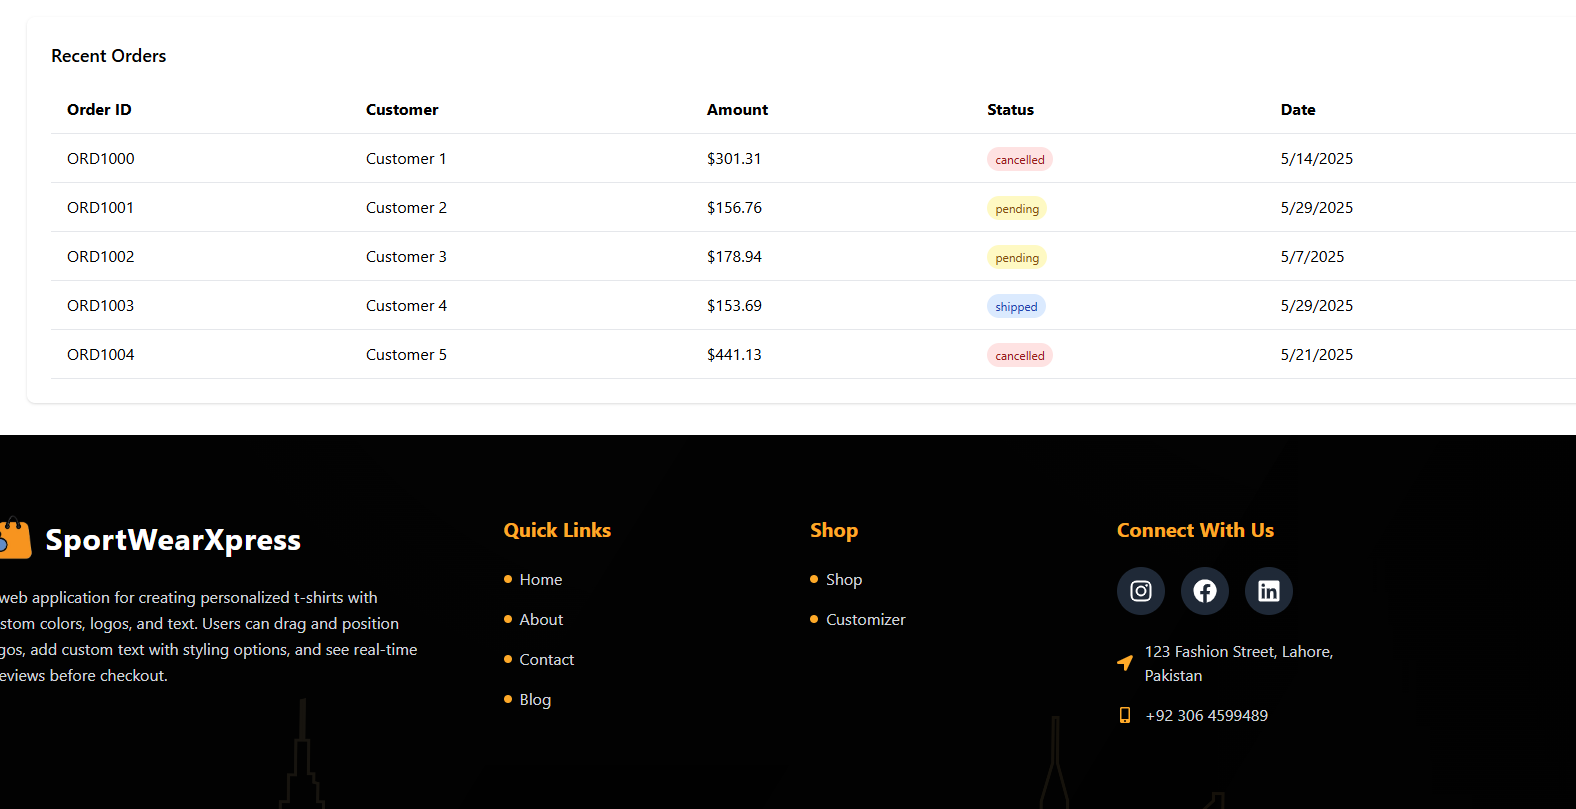 Recent Orders
Order ID Customer Amount Status Date
ORD1000 Customer 1 $301.31 cancelled 5/14/2025
ORD1001 Customer 2 $156.76 pending 5/29/2025
ORD1002 Customer 3 $178.94 pending 5/7/2025
ORD1003 Customer 4 $153.69 shipped 5/29/2025
ORD1004 Customer 5 $441.13 cancelled 5/21/2025
SportWearXpress
web application for creating personalized t-shirts with
stom colors, logos, and text. Users can drag and position
gos, add custom text with styling options, and see real-time
eviews before checkout.
Quick Links
Home
About
Contact
Blog
Shop
Shop
Customizer
Connect With Us
123 Fashion Street, Lahore,
Pakistan
+92 306 4599489